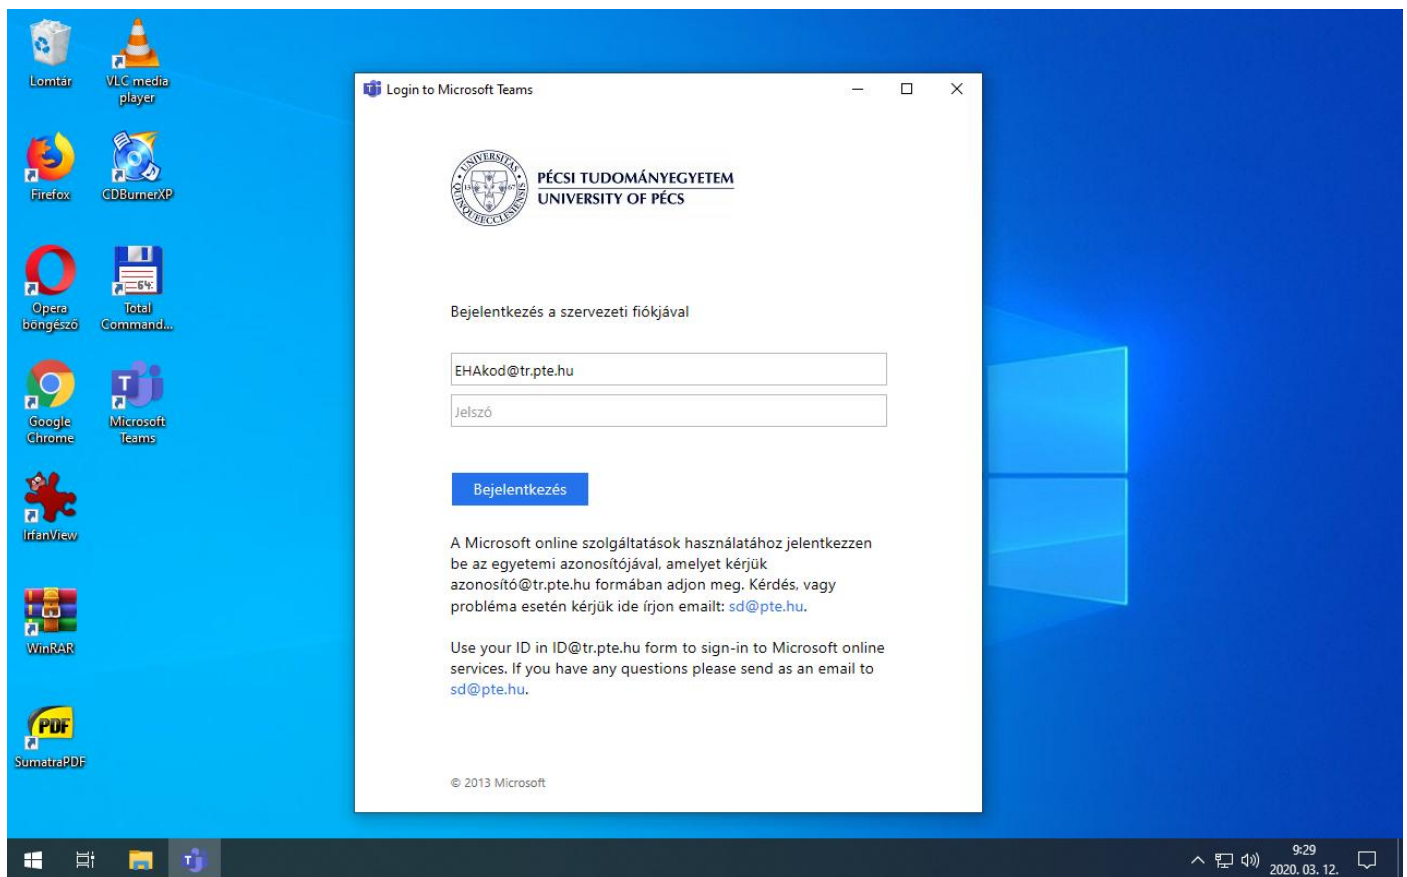 Lomtár
VLC media
player
Firefox
CDBurnerXP
Opera
böngésző
Total
Command...
Google
Chrome
Microsoft
Teams
IrfanView
WinRAR
PDF
SumatraPDF
Login to Microsoft Teams
UNIVERSITAS
QUINQUEECCLESIENSIS
1367
PÉCSI TUDOMÁNYEGYETEM
UNIVERSITY OF PÉCS
Bejelentkezés a szervezeti fiókjával
EHAkod@tr.pte.hu
Jelszó
Bejelentkezés
A Microsoft online szolgáltatások használatához jelentkezzen
be az egyetemi azonosítójával, amelyet kérjük
azonosító@tr.pte.hu formában adjon meg. Kérdés, vagy
probléma esetén kérjük ide írjon emailt: sd@pte.hu.
Use your ID in ID@tr.pte.hu form to sign-in to Microsoft online
services. If you have any questions please send as an email to
sd@pte.hu.
© 2013 Microsoft
9:29
2020. 03. 12.